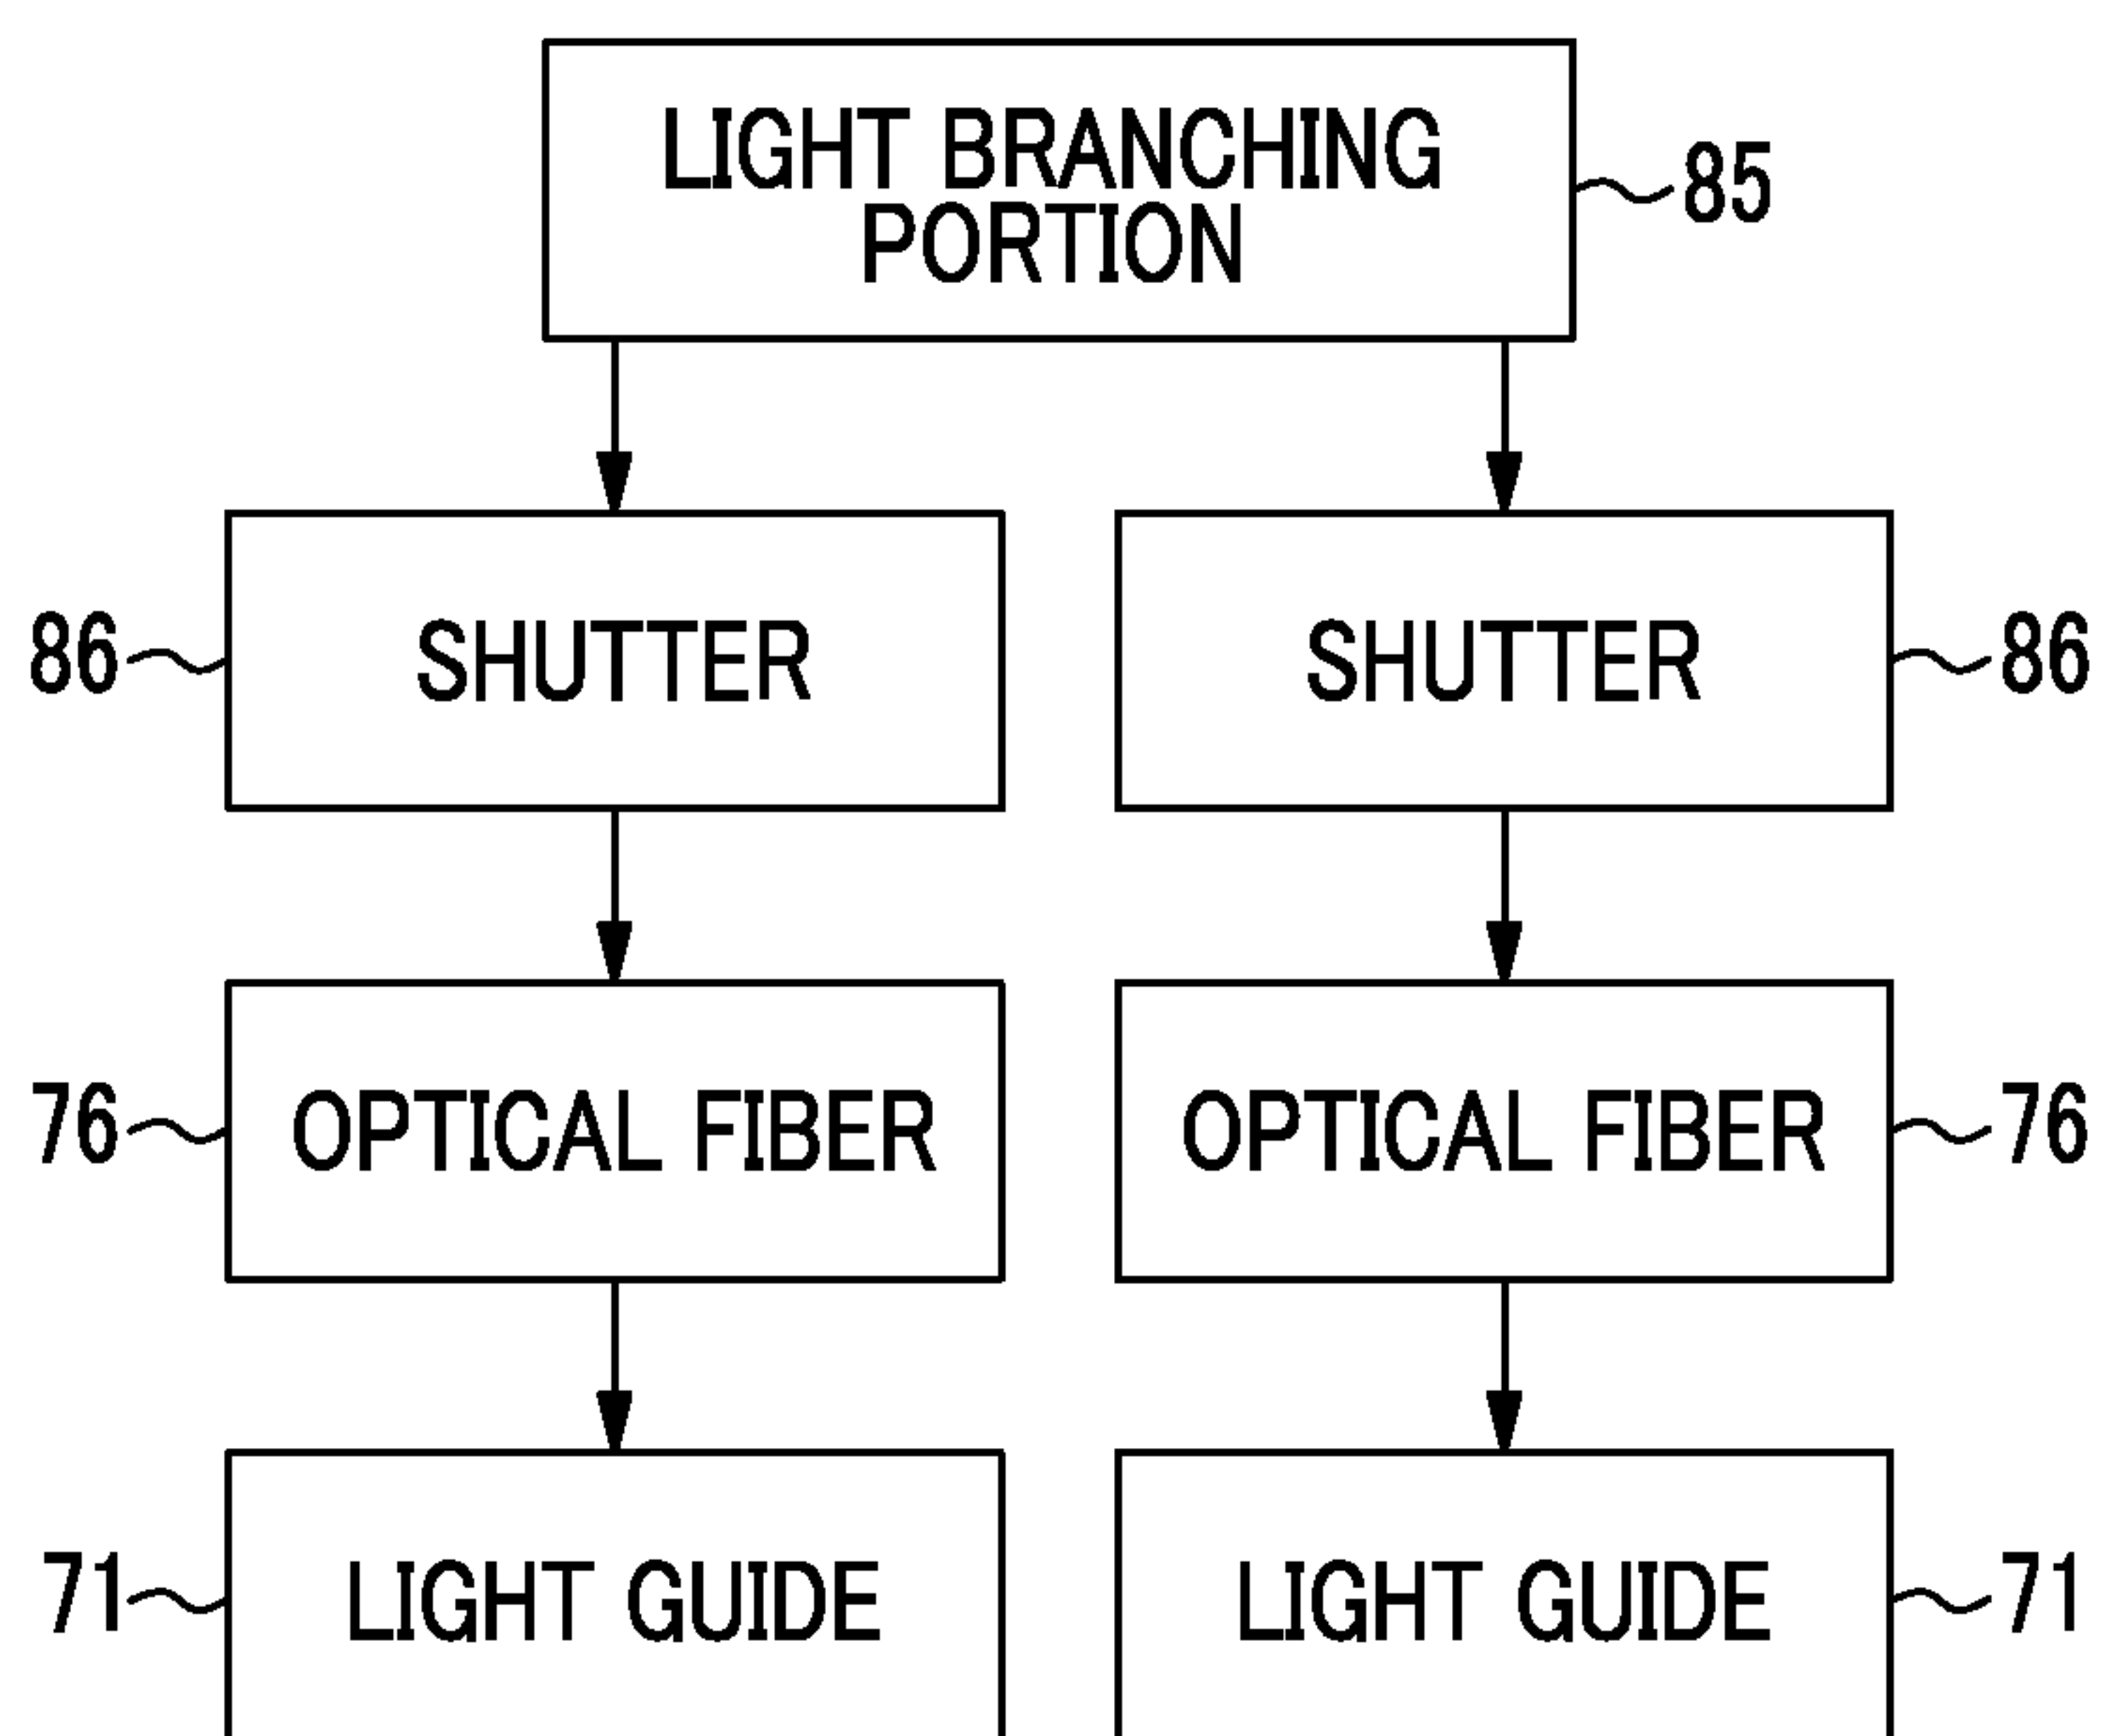 LIGHT BRANCHING
PORTION
85
86
SHUTTER
SHUTTER
86
76
OPTICAL FIBER
OPTICAL FIBER
76
71
LIGHT GUIDE
LIGHT GUIDE
71